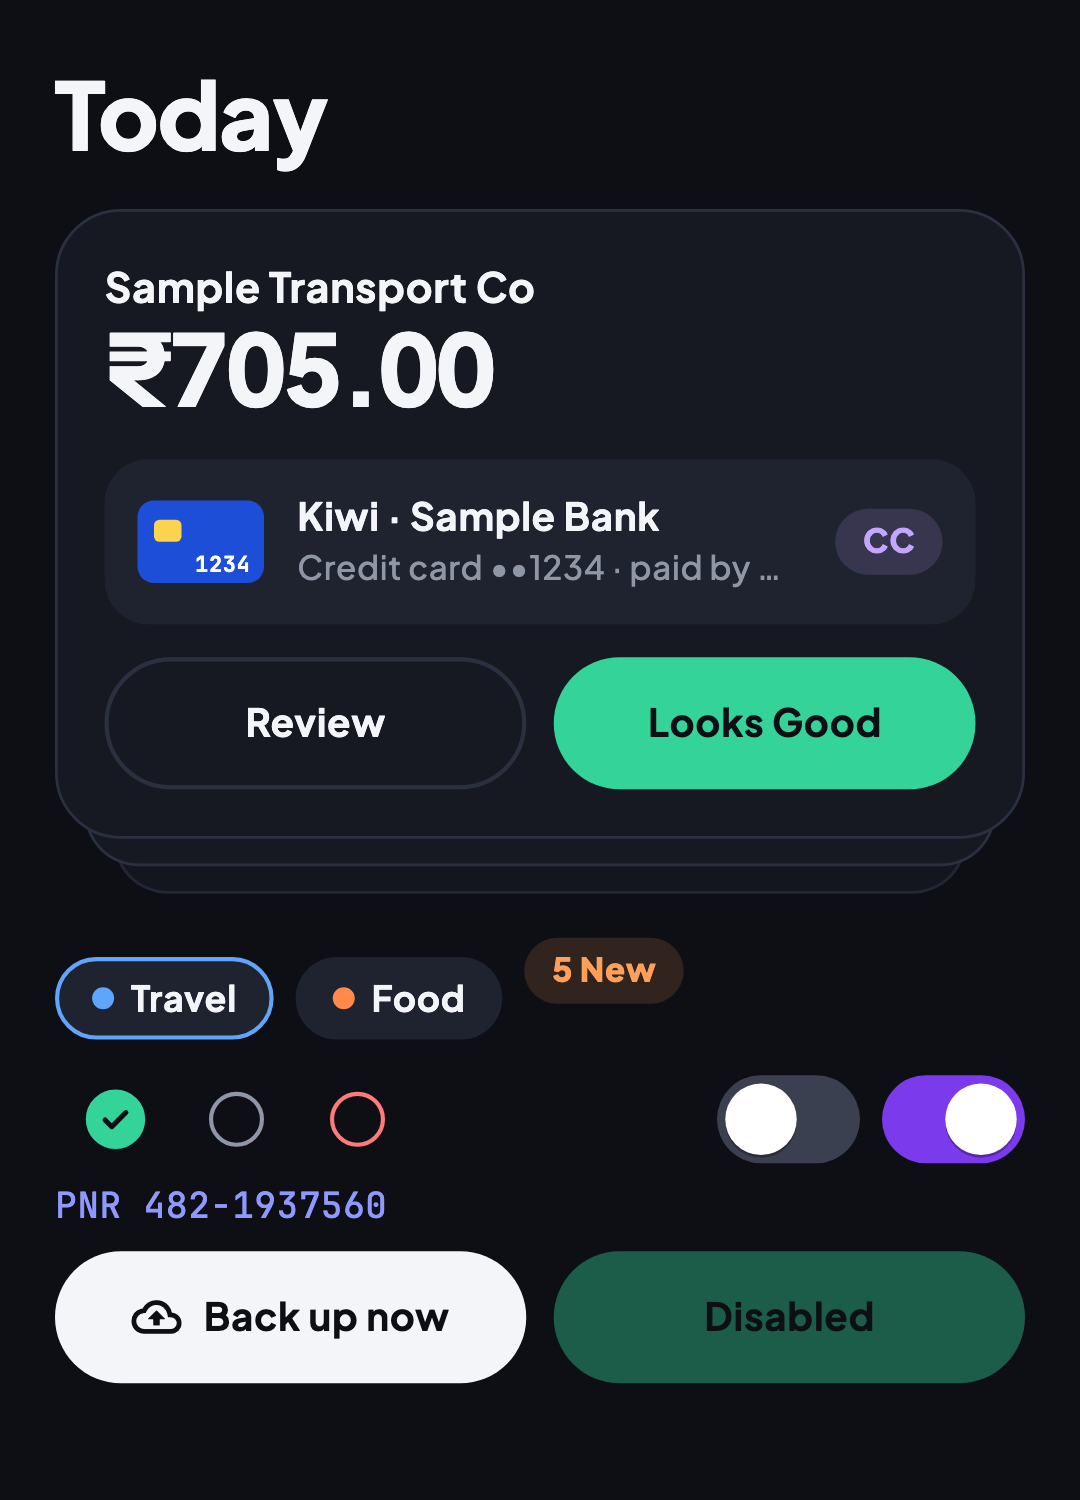 Today
Sample Transport Co
₹705.00
1234
Kiwi · Sample Bank
Credit card ••1234 · paid by ...
CC
Review
Looks Good
Travel
Food
5 New
PNR 482-1937560
Back up now
Disabled